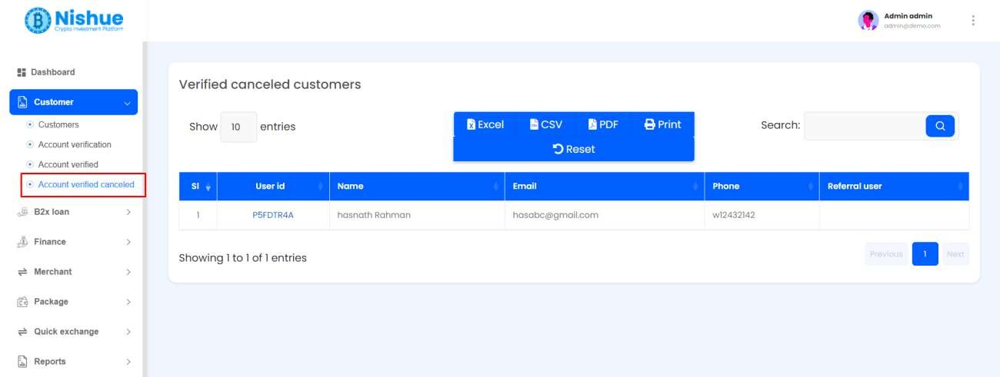 Nishue
Crypto Investment Platform
Admin admin
admin@demo.com
Dashboard
Customer
Customers
Account verification
Account verified
Account verified canceled
B2x loan
Finance
Merchant
Package
Quick exchange
Reports
Verified canceled customers
Show 10 entries
Excel CSV PDF Print
Reset
Search:
Sl User id Name Email Phone Referral user
1 P5FDTR4A hasnath Rahman hasabc@gmail.com w12432142
Showing 1 to 1 of 1 entries
Previous 1 Next